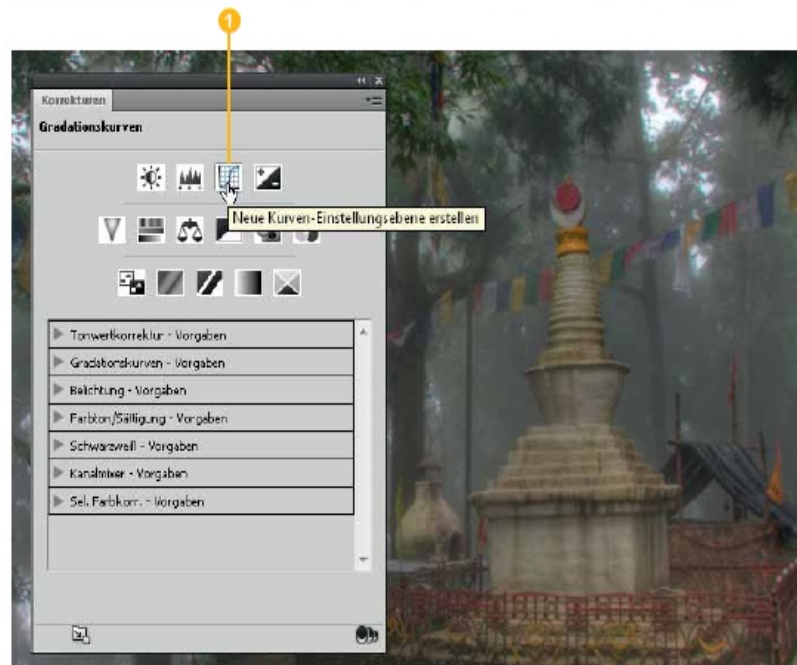 1
Korrekturen
Gradationskurven
Neue Kurven-Einstellungsebene erstellen
Tonwertkorrektur - Vorgaben
Gradationskurven - Vorgaben
Belichtung - Vorgaben
Farbton/Sättigung - Vorgaben
Schwarzweiß - Vorgaben
Kanalmixer - Vorgaben
Sel. Farbkorr. - Vorgaben